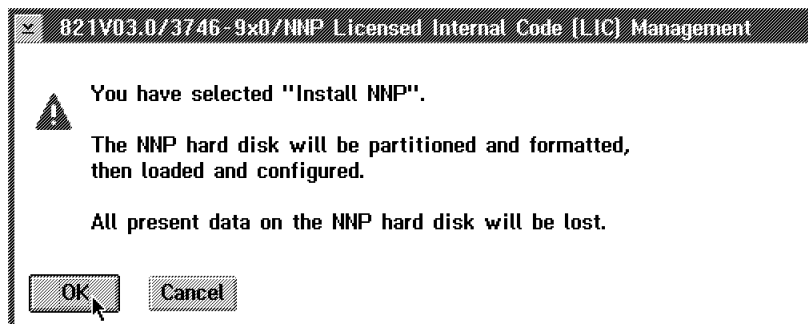 821V03.0/3746-9x0/NNP Licensed Internal Code (LIC) Management
You have selected "Install NNP".
The NNP hard disk will be partitioned and formatted,
then loaded and configured.
All present data on the NNP hard disk will be lost.
OK Cancel